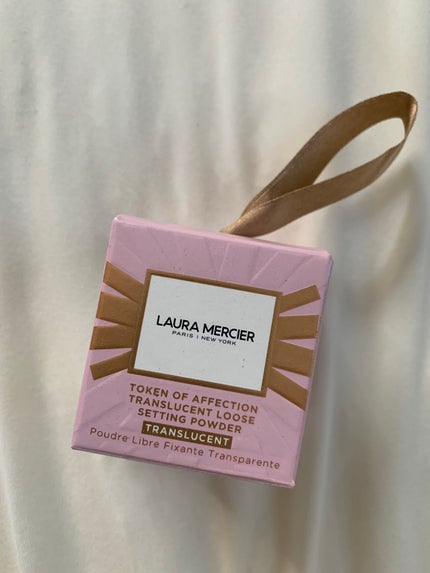 LAURA MERCIER
PARIS | NEW YORK
TOKEN OF AFFECTION
TRANSLUCENT LOOSE
SETTING POWDER
TRANSLUCENT
Poudre Libre Fixante Transparente